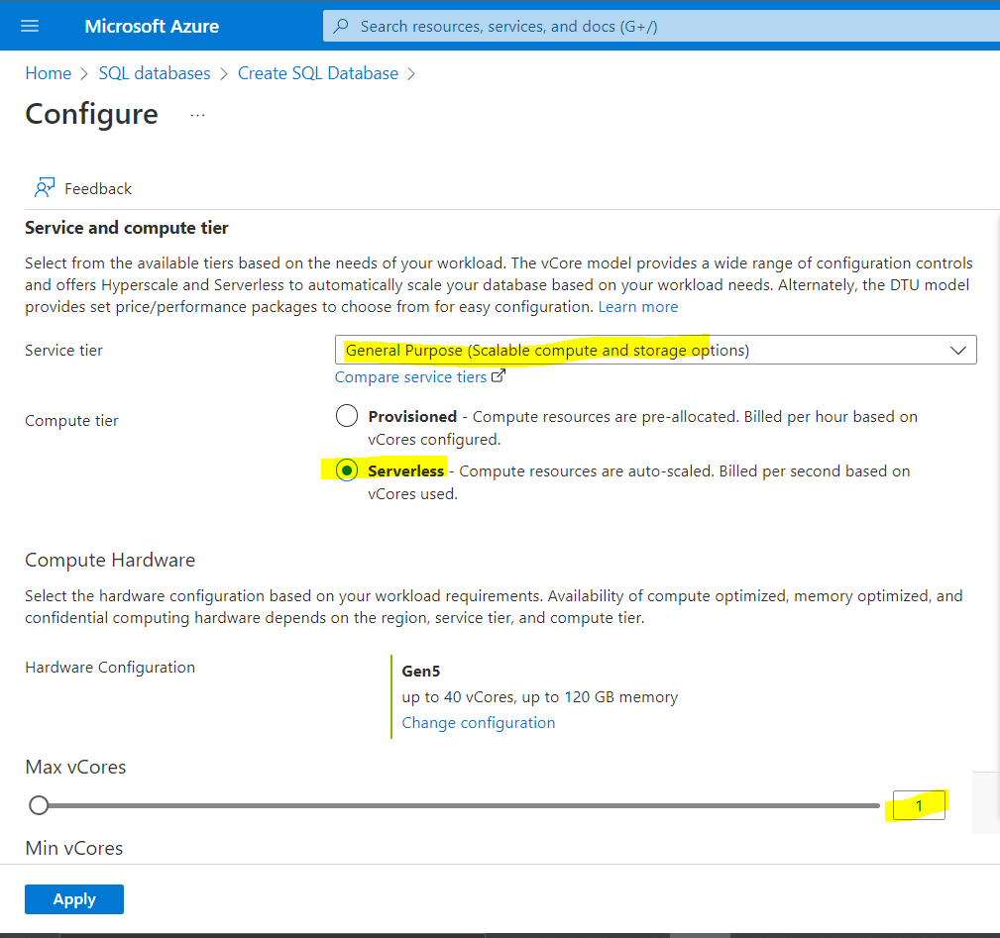 Microsoft Azure
Search resources, services, and docs (G+/)
Home > SQL databases > Create SQL Database >
Configure ...
Feedback
Service and compute tier
Select from the available tiers based on the needs of your workload. The vCore model provides a wide range of configuration controls
and offers Hyperscale and Serverless to automatically scale your database based on your workload needs. Alternately, the DTU model
provides set price/performance packages to choose from for easy configuration. Learn more
Service tier
General Purpose (Scalable compute and storage options)
Compare service tiers
Compute tier
Provisioned - Compute resources are pre-allocated. Billed per hour based on
vCores configured.
Serverless - Compute resources are auto-scaled. Billed per second based on
vCores used.
Compute Hardware
Select the hardware configuration based on your workload requirements. Availability of compute optimized, memory optimized, and
confidential computing hardware depends on the region, service tier, and compute tier.
Hardware Configuration
Gen5
up to 40 vCores, up to 120 GB memory
Change configuration
Max vCores
1
Min vCores
Apply